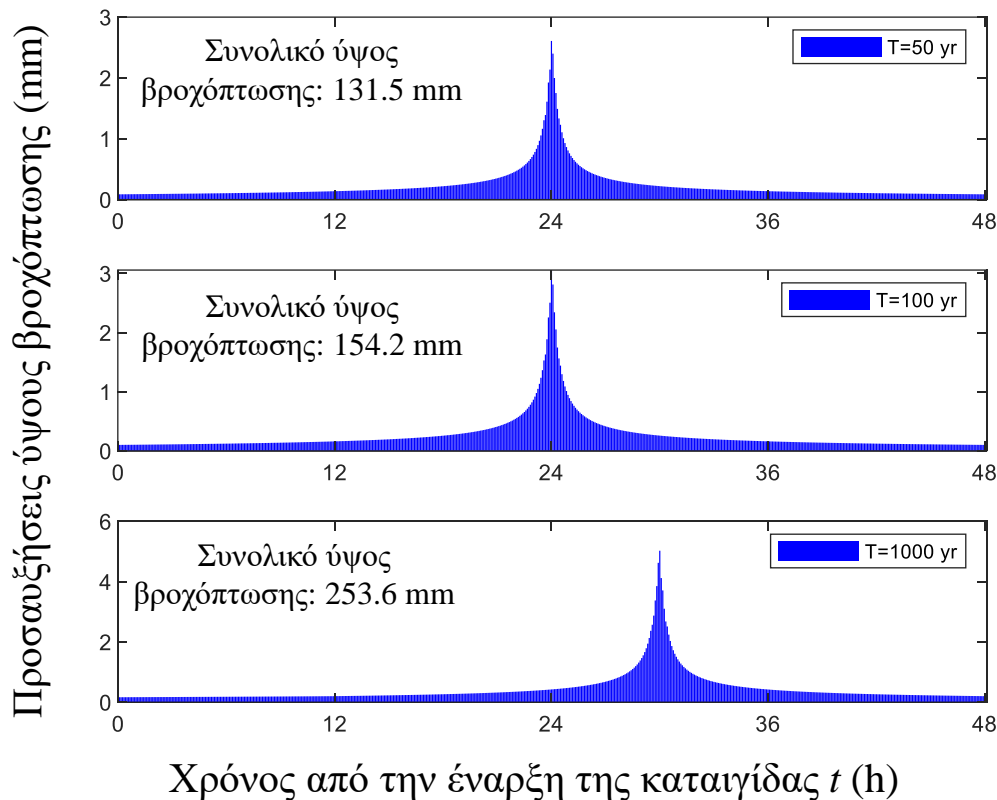 Προσαυξήσεις ύψους βροχόπτωσης (mm)
3
2
1
0
Συνολικό ύψος
βροχόπτωσης: 131.5 mm
T=50 yr
0 12 24 36 48
3
2
1
0
Συνολικό ύψος
βροχόπτωσης: 154.2 mm
T=100 yr
0 12 24 36 48
6
4
2
0
Συνολικό ύψος
βροχόπτωσης: 253.6 mm
T=1000 yr
0 12 24 36 48
Χρόνος από την έναρξη της καταιγίδας t (h)